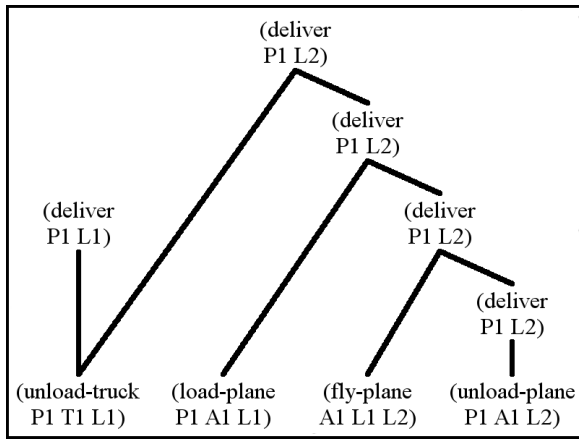 (deliver
P1 L2)
(deliver
P1 L2)
(deliver
P1 L1)
(deliver
P1 L2)
(deliver
P1 L2)
(unload-truck
P1 T1 L1)
(load-plane
P1 A1 L1)
(fly-plane
A1 L1 L2)
(unload-plane
P1 A1 L2)